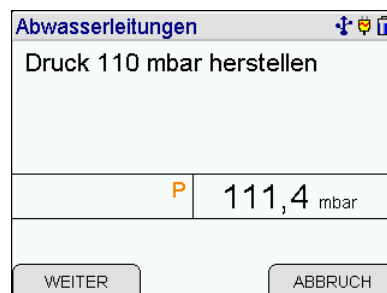 Abwasserleitungen
Druck 110 mbar herstellen
P 111,4 mbar
WEITER ABBRUCH